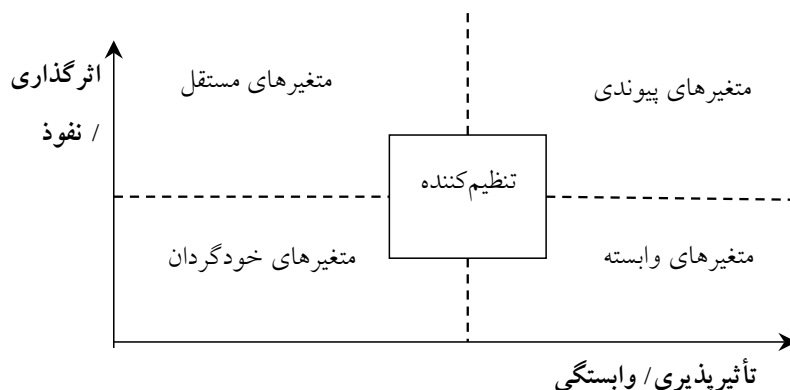 اثرگذاری
/ نفوذ
متغیرهای پیوندی
متغیرهای مستقل
تنظیم‌کننده
متغیرهای وابسته
متغیرهای خودگردان
تأثیرپذیری/ وابستگی